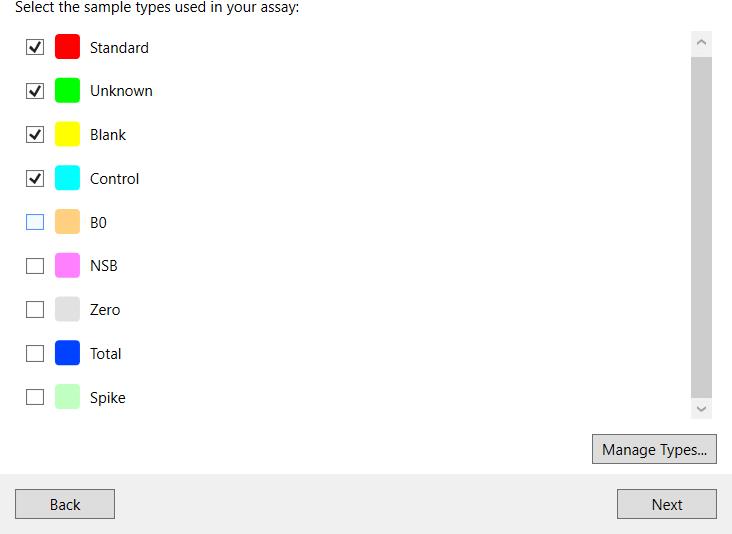 Select the sample types used in your assay:
Standard
Unknown
Blank
Control
B0
NSB
Zero
Total
Spike
Manage Types...
Back
Next